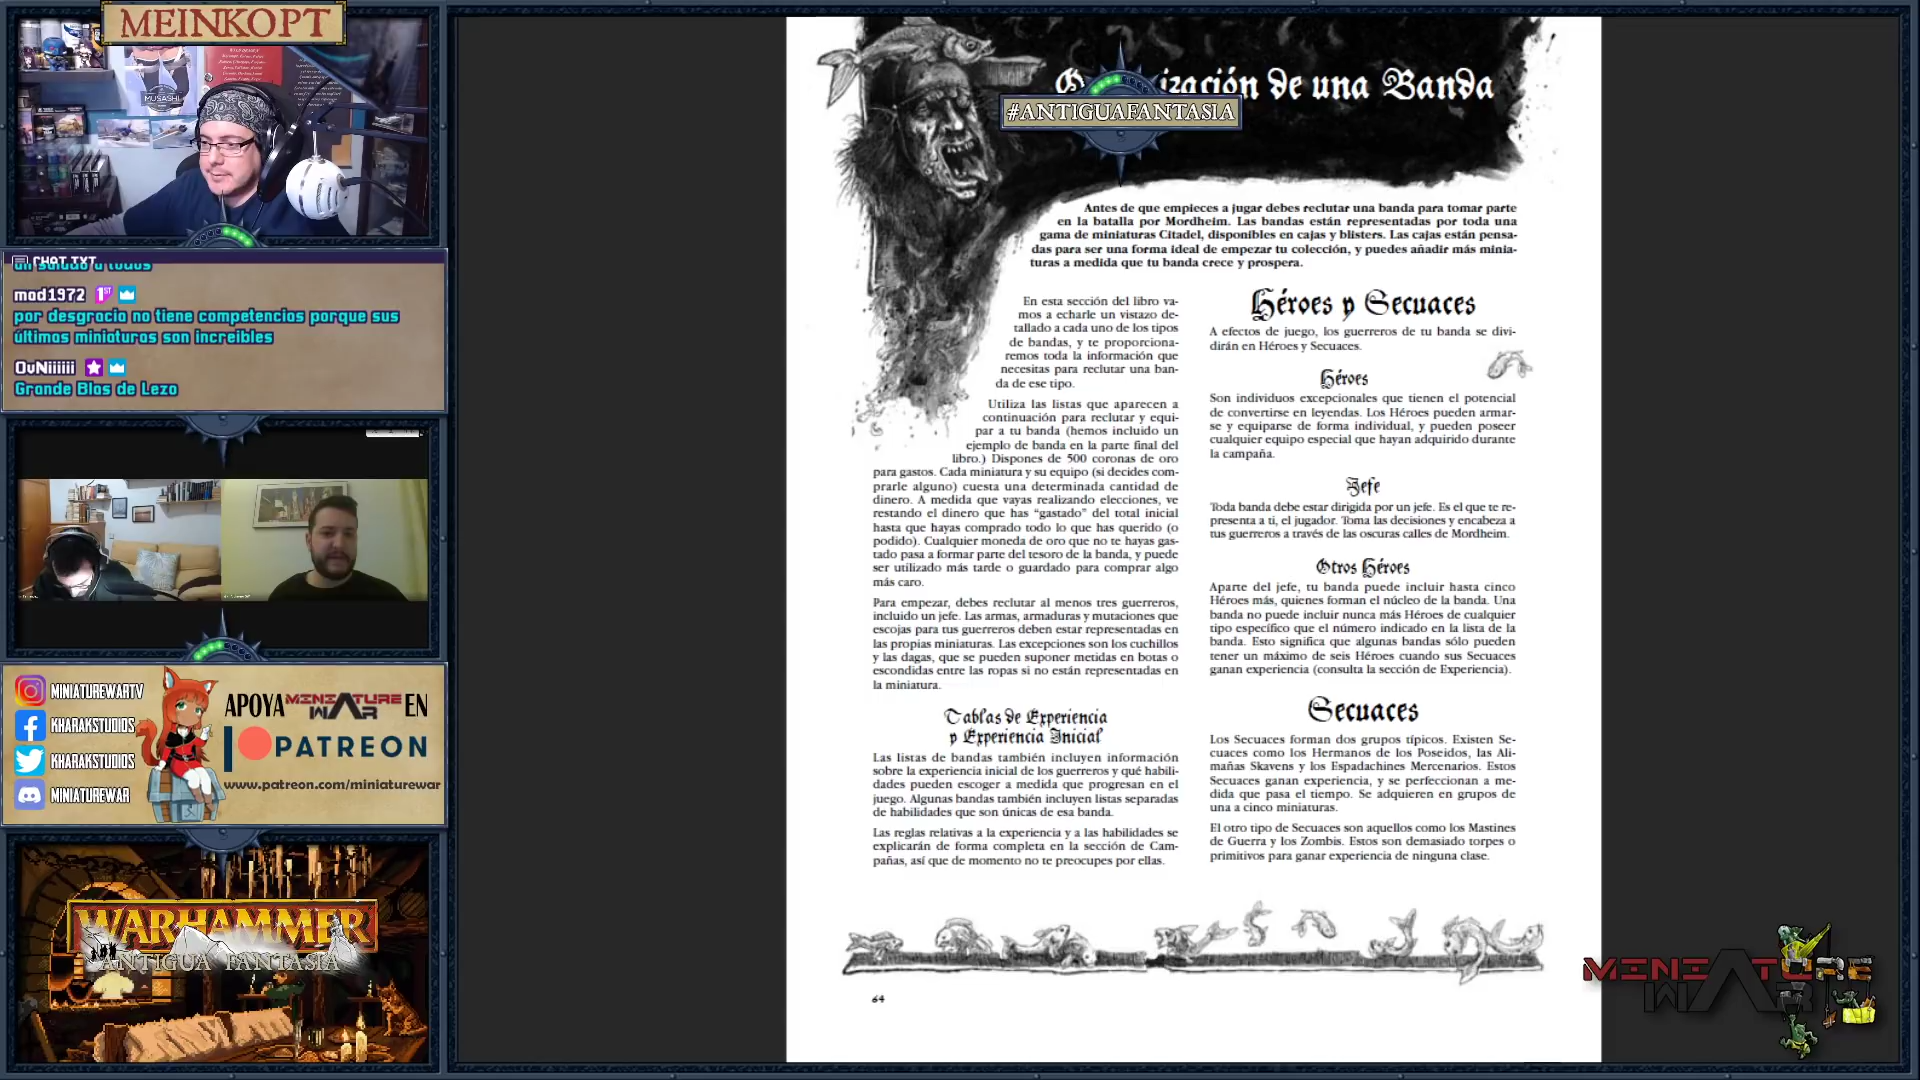 MEINKOPT
MUSASHI
CHAT.TXT
un saludo a todos
mad1972
por desgracia no tiene competencias porque sus
últimas miniaturas son increibles
OvNiiiiii
Grande Blas de Lezo
MINIATUREWARTV
KHARAKSTUDIOS
KHARAKSTUDIOS
MINIATUREWAR
APOYA MINIATURE WAR EN
PATREON
www.patreon.com/miniaturewar
WARHAMMER
ANTIGUA FANTASIA
ización de una Banda
#ANTIGUAFANTASIA
Antes de que empieces a jugar debes reclutar una banda para tomar parte
en la batalla por Mordheim. Las bandas están representadas por toda una
gama de miniaturas Citadel, disponibles en cajas y blisters. Las cajas están pensa-
das para ser una forma ideal de empezar tu colección, y puedes añadir más minia-
turas a medida que tu banda crece y prospera.
En esta sección del libro va-
mos a echarle un vistazo de-
tallado a cada uno de los tipos
de bandas, y te proporciona-
remos toda la información que
necesitas para reclutar una ban-
da de ese tipo.
Utiliza las listas que aparecen a
continuación para reclutar y equi-
par a tu banda (hemos incluido un
ejemplo de banda en la parte final del
libro.) Dispones de 500 coronas de oro
para gastos. Cada miniatura y su equipo (si decides com-
prarle alguno) cuesta una determinada cantidad de
dinero. A medida que vayas realizando elecciones, ve
restando el dinero que has "gastado" del total inicial
hasta que hayas comprado todo lo que has querido (o
podido). Cualquier moneda de oro que no te hayas gas-
tado pasa a formar parte del tesoro de la banda, y puede
ser utilizado más tarde o guardado para comprar algo
más caro.
Para empezar, debes reclutar al menos tres guerreros,
incluido un jefe. Las armas, armaduras y mutaciones que
escojas para tus guerreros deben estar representadas en
las propias miniaturas. Las excepciones son los cuchillos
y las dagas, que se pueden suponer metidas en botas o
escondidas entre las ropas si no están representadas en
la miniatura.
Tablas de Experiencia
y Experiencia Inicial
Las listas de bandas también incluyen información
sobre la experiencia inicial de los guerreros y qué habili-
dades pueden escoger a medida que progresan en el
juego. Algunas bandas también incluyen listas separadas
de habilidades que son únicas de esa banda.
Las reglas relativas a la experiencia y a las habilidades se
explicarán de forma completa en la sección de Cam-
pañas, así que de momento no te preocupes por ellas.
Héroes y Secuaces
A efectos de juego, los guerreros de tu banda se divi-
dirán en Héroes y Secuaces.
Héroes
Son individuos excepcionales que tienen el potencial
de convertirse en leyendas. Los Héroes pueden armar-
se y equiparse de forma individual, y pueden poseer
cualquier equipo especial que hayan adquirido durante
la campaña.
Jefe
Toda banda debe estar dirigida por un jefe. Es el que te re-
presenta a ti, el jugador. Toma las decisiones y encabeza a
tus guerreros a través de las oscuras calles de Mordheim.
Otros Héroes
Aparte del jefe, tu banda puede incluir hasta cinco
Héroes más, quienes forman el núcleo de la banda. Una
banda no puede incluir nunca más Héroes de cualquier
tipo específico que el número indicado en la lista de la
banda. Esto significa que algunas bandas sólo pueden
tener un máximo de seis Héroes cuando sus Secuaces
ganan experiencia (consulta la sección de Experiencia).
Secuaces
Los Secuaces forman dos grupos típicos. Existen Se-
cuaces como los Hermanos de los Poseidos, las Ali-
mañas Skavens y los Espadachines Mercenarios. Estos
Secuaces ganan experiencia, y se perfeccionan a me-
dida que pasa el tiempo. Se adquieren en grupos de
una a cinco miniaturas.
El otro tipo de Secuaces son aquellos como los Mastines
de Guerra y los Zombis. Estos son demasiado torpes o
primitivos para ganar experiencia de ninguna clase.
64
MINIATURE
WAR